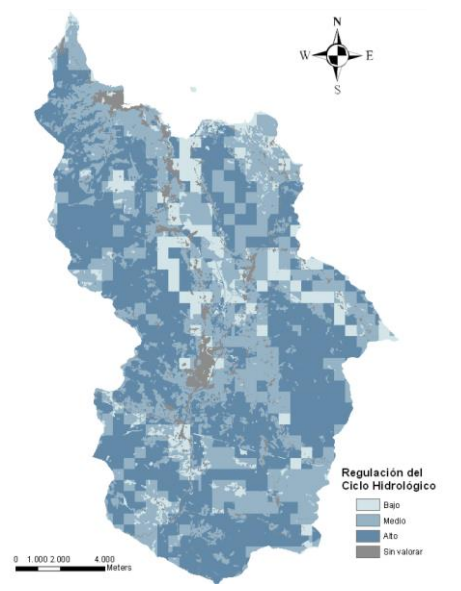 N
W E
S
Regulación del
Ciclo Hidrológico
Bajo
Medio
Alto
Sin valorar
0 1.000 2.000 4.000
Meters